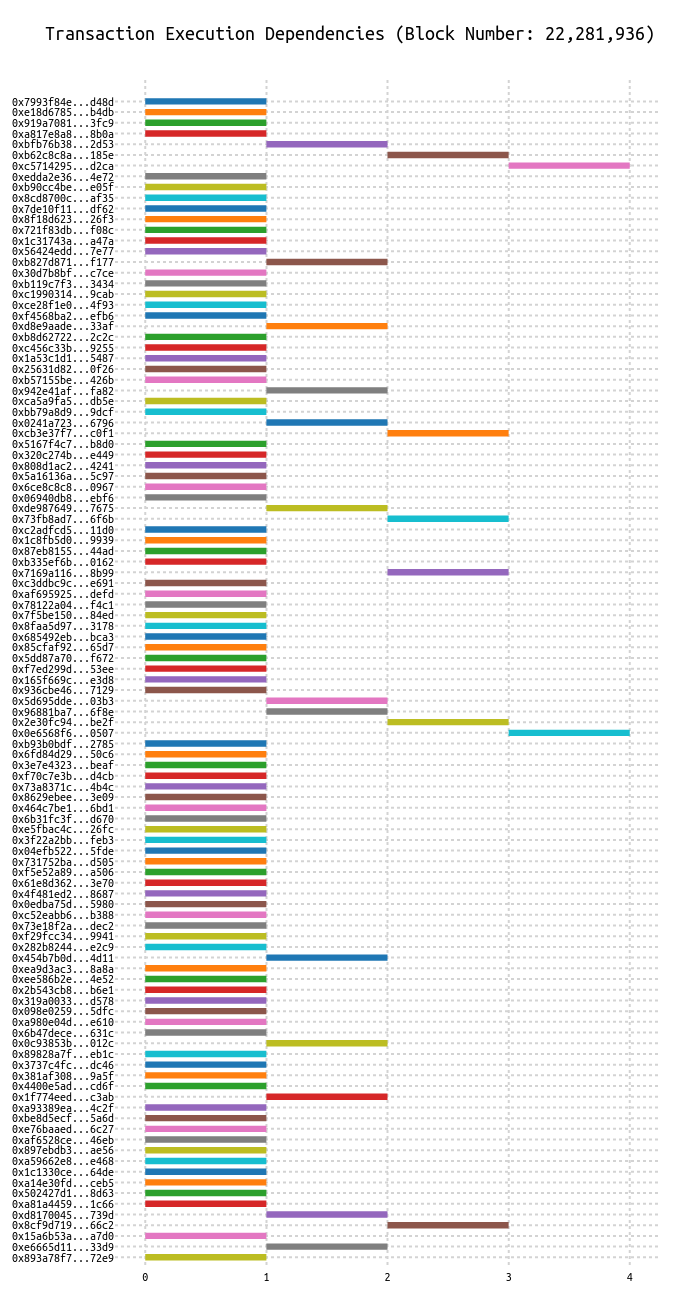 Transaction Execution Dependencies (Block Number: 22,281,936)
0x7993f84e...d48d
0xe18d6785...b4db
0x919a7081...3fc9
0xa817e8a8...8b0a
0xbfb76b38...2d53
0xb62c8c8a...185e
0xc5714295...d2ca
0xedda2e36...4e72
0xb90cc4be...e05f
0x8cd8700c...af35
0x7de10f11...df62
0x8f18d623...26f3
0x721f83db...f08c
0x1c31743a...a47a
0x56424edd...7e77
0xb827d871...f177
0x30d7b8bf...c7ce
0xb119c7f3...3434
0xc1990314...9cab
0xce28f1e0...4f93
0xf4568ba2...efb6
0xd8e9aade...33af
0xb8d62722...2c2c
0xc456c33b...9255
0x1a53c1d1...5487
0x25631d82...0f26
0xb57155be...426b
0x942e41af...fa82
0xca5a9fa5...db5e
0xbb79a8d9...9dcf
0x0241a723...6796
0xcb3e37f7...c0f1
0x5167f4c7...b8d0
0x320c274b...e449
0x808d1ac2...4241
0x5a16136a...5c97
0x6ce8c8c8...0967
0x06940db8...ebf6
0xde987649...7675
0x73fb8ad7...6f6b
0xc2adfcd5...11d0
0x1c8fb5d0...9939
0x87eb8155...44ad
0xb335ef6b...0162
0x7169a116...8b99
0xc3ddbc9c...e691
0xaf695925...defd
0x78122a04...f4c1
0x7f5be150...84ed
0x8faa5d97...3178
0x685492eb...bca3
0x85cfaf92...65d7
0x5dd87a70...f672
0xf7ed299d...53ee
0x165f669c...e3d8
0x936cbe46...7129
0x5d695dde...03b3
0x96881ba7...6f8e
0x2e30fc94...be2f
0x0e6568f6...0507
0xb93b0bdf...2785
0x6fd84d29...50c6
0x3e7e4323...beaf
0xf70c7e3b...d4cb
0x73a8371c...4b4c
0x8629ebee...3e09
0x464c7be1...6bd1
0x6b31fc3f...d670
0xe5fbac4c...26fc
0x3f22a2bb...feb3
0x04efb522...5fde
0x731752ba...d505
0xf5e52a89...a506
0x61e8d362...3e70
0x4f481ed2...8687
0x0edba75d...5980
0xc52eabb6...b388
0x73e18f2a...dec2
0xf29fcc34...9941
0x282b8244...e2c9
0x454b7b0d...4d11
0xea9d3ac3...8a8a
0xee586b2e...4e52
0x2b543cb8...b6e1
0x319a0033...d578
0x098e0259...5dfc
0xa980e04d...e610
0x6b47dece...631c
0x0c93853b...012c
0x89828a7f...eb1c
0x3737c4fc...dc46
0x381af308...9a5f
0x4400e5ad...cd6f
0x1f774eed...c3ab
0xa93389ea...4c2f
0xbe8d5ecf...5a6d
0xe76baaed...6c27
0xaf6528ce...46eb
0x897ebdb3...ae56
0xa59662e8...e468
0x1c1330ce...64de
0xa14e30fd...ceb5
0x502427d1...8d63
0xa81a4459...1c66
0xd8170045...739d
0x8cf9d719...66c2
0x15a6b53a...a7d0
0xe6665d11...33d9
0x893a78f7...72e9
0 1 2 3 4